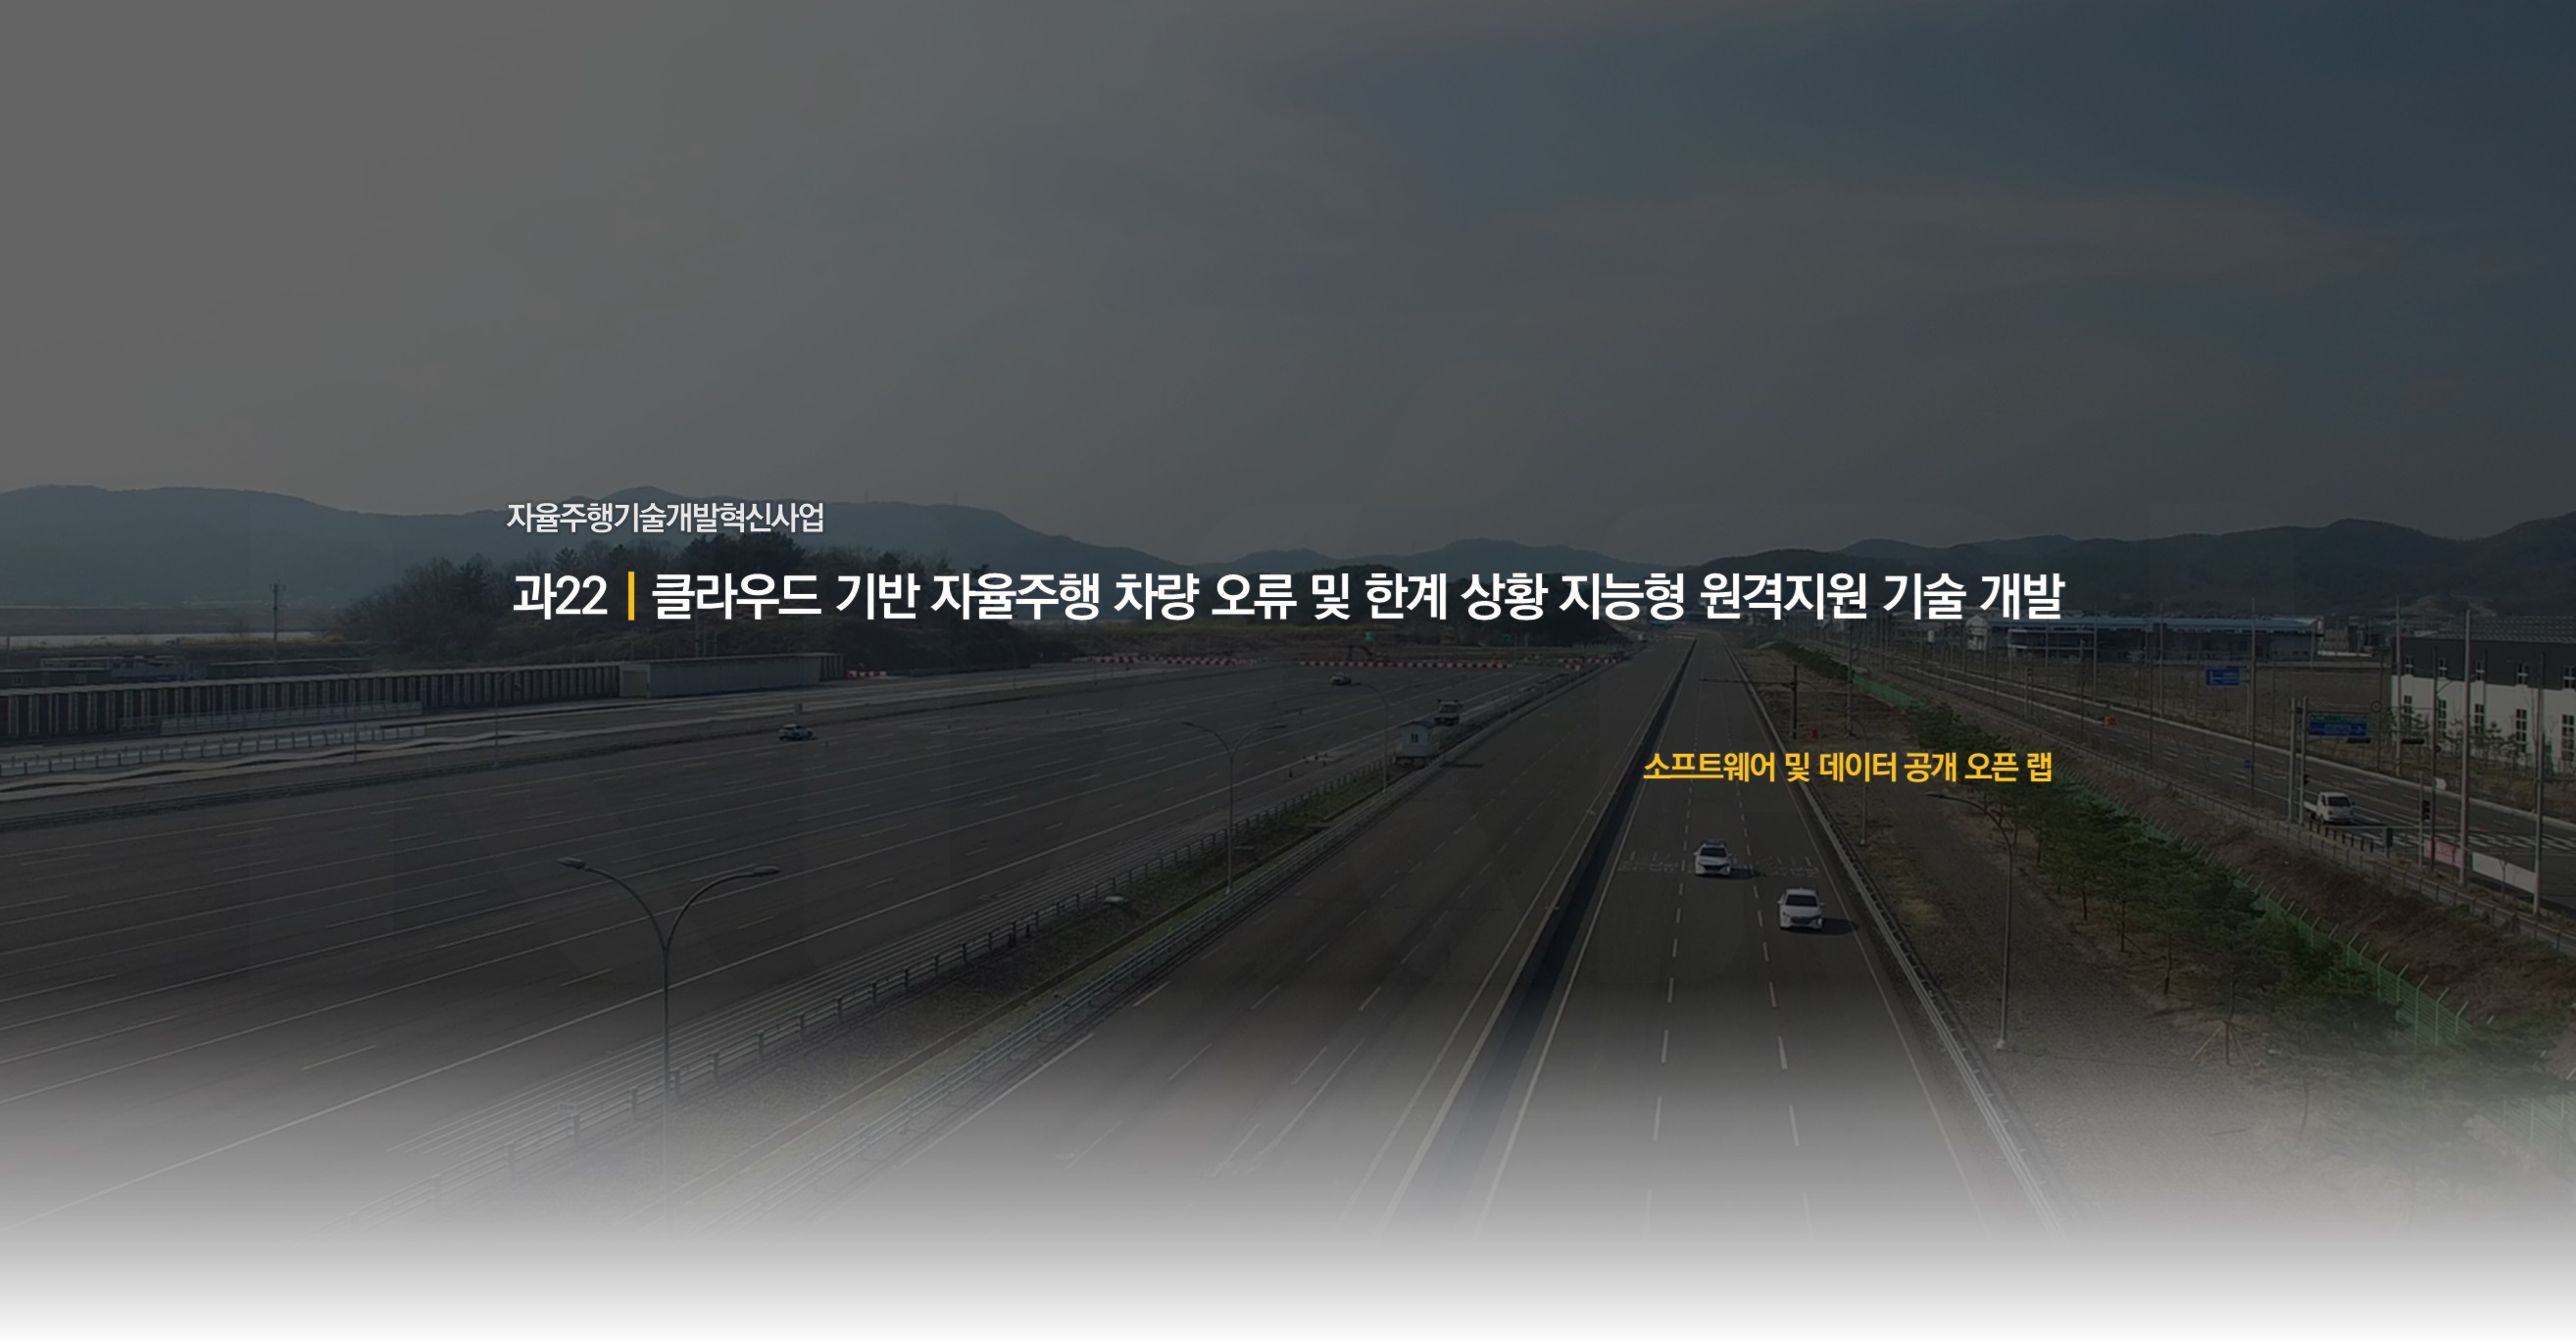 자율주행기술개발혁신사업
과22 | 클라우드 기반 자율주행 차량 오류 및 한계 상황 지능형 원격지원 기술 개발
소프트웨어 및 데이터 공개 오픈 랩